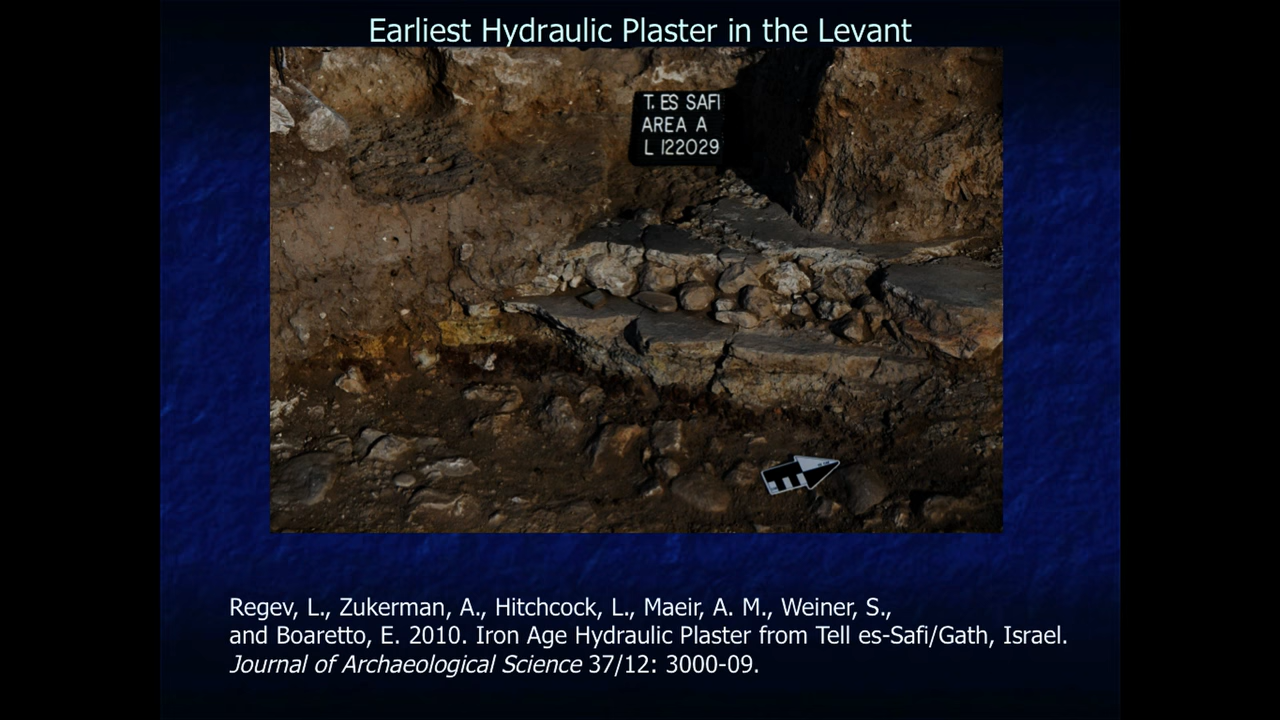 Earliest Hydraulic Plaster in the Levant
T. ES SAFI
AREA A
L 122029
Regev, L., Zukerman, A., Hitchcock, L., Maeir, A. M., Weiner, S.,
and Boaretto, E. 2010. Iron Age Hydraulic Plaster from Tell es-Safi/Gath, Israel.
Journal of Archaeological Science 37/12: 3000-09.